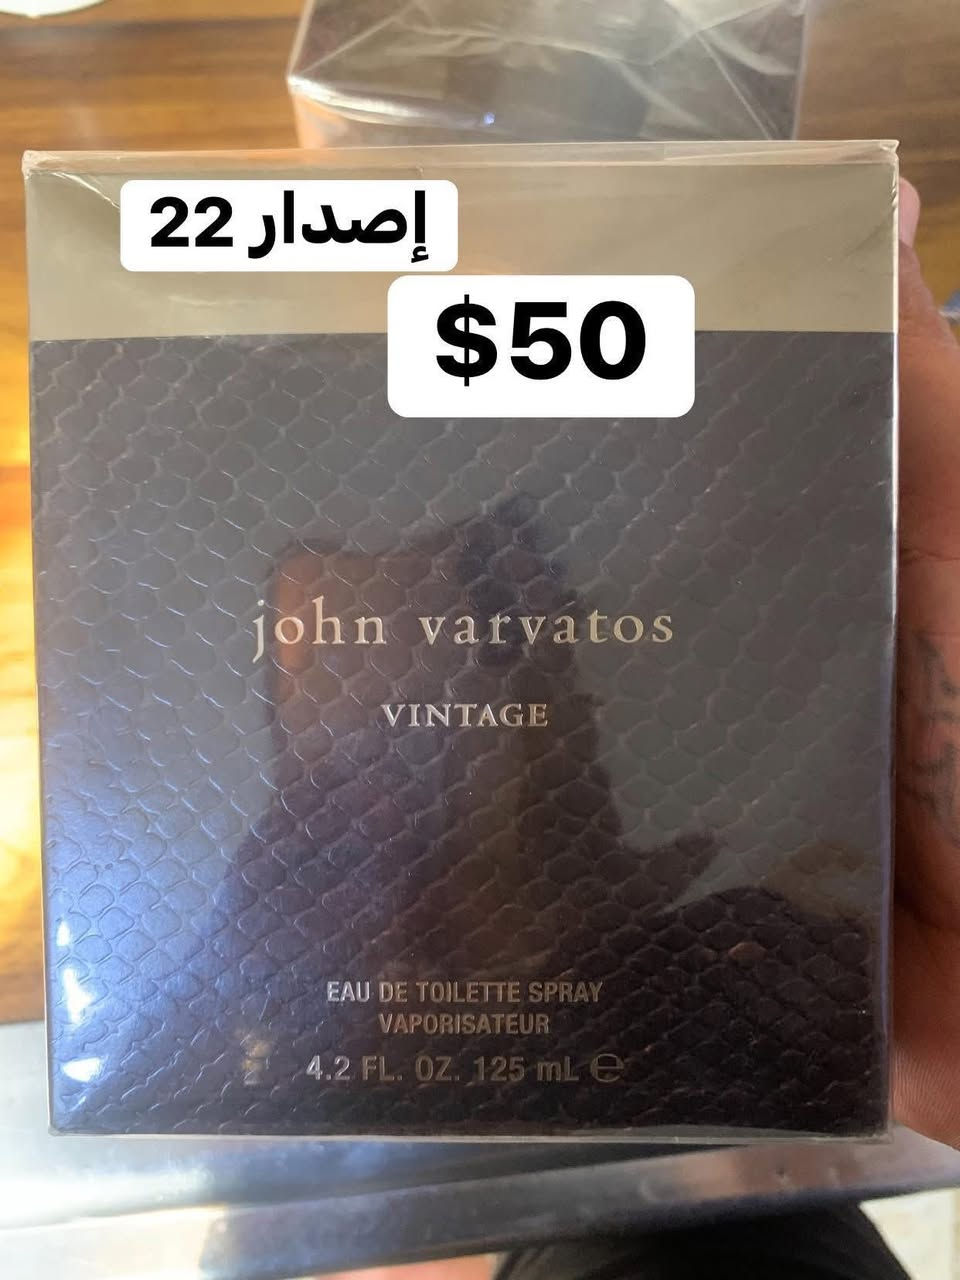 إصدار 22
$50
john varvatos
VINTAGE
EAU DE TOILETTE SPRAY
VAPORISATEUR
4.2 FL. OZ. 125 mL ℮